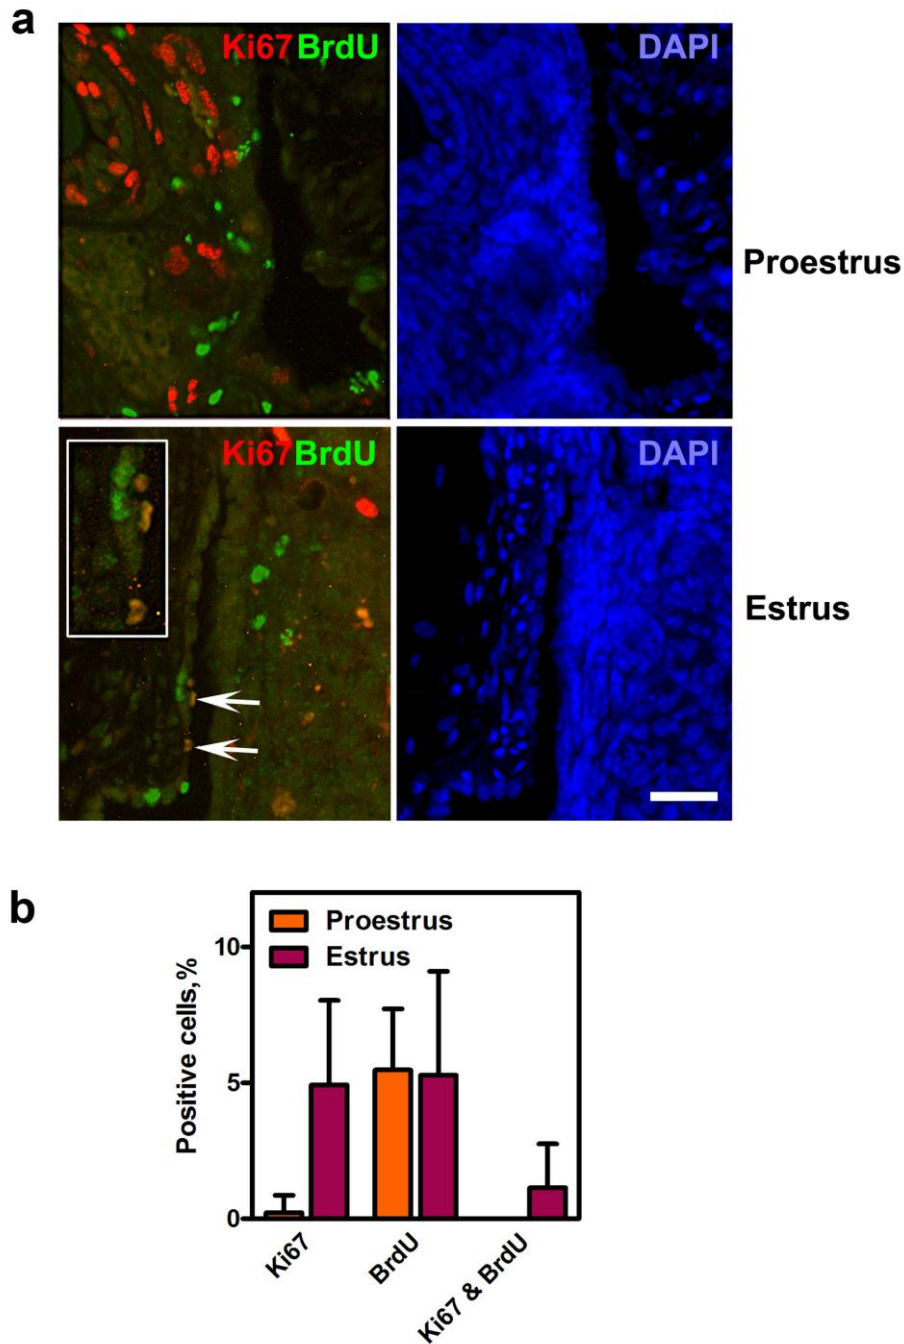 a
Ki67 BrdU
DAPI
Proestrus
Ki67 BrdU
DAPI
Estrus
b
Proestrus
Estrus
Positive cells,%
10
5
0
Ki67
BrdU
Ki67 & BrdU